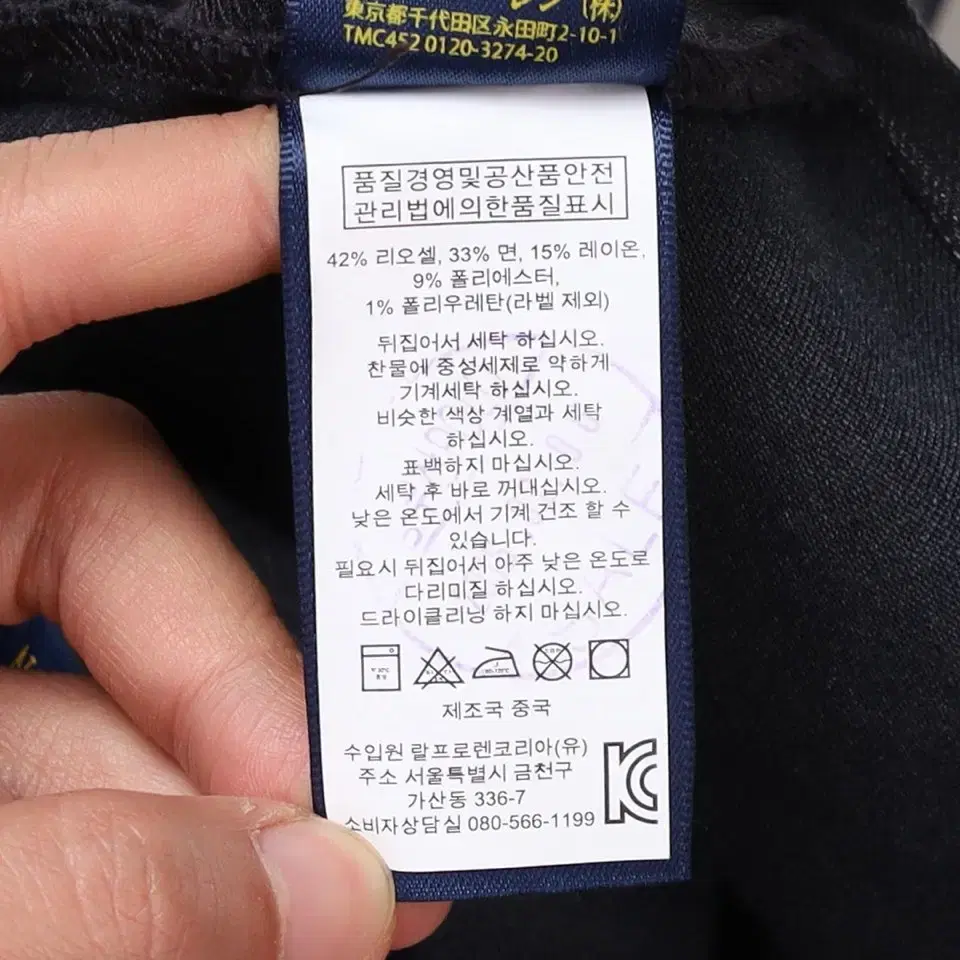 レン(株)
東京都千代田区永田町2-10-1
TMC452 0120-3274-20
품질경영및공산품안전
관리법에의한품질표시
42% 리오셀, 33% 면, 15% 레이온,
9% 폴리에스터,
1% 폴리우레탄(라벨 제외)
뒤집어서 세탁 하십시오.
찬물에 중성세제로 약하게
기계세탁 하십시오.
비슷한 색상 계열과 세탁
하십시오.
표백하지 마십시오.
세탁 후 바로 꺼내십시오.
낮은 온도에서 기계 건조 할 수
있습니다.
필요시 뒤집어서 아주 낮은 온도로
다리미질 하십시오.
드라이클리닝 하지 마십시오.
제조국 중국
수입원 랄프로렌코리아(유)
주소 서울특별시 금천구
가산동 336-7
소비자상담실 080-566-1199